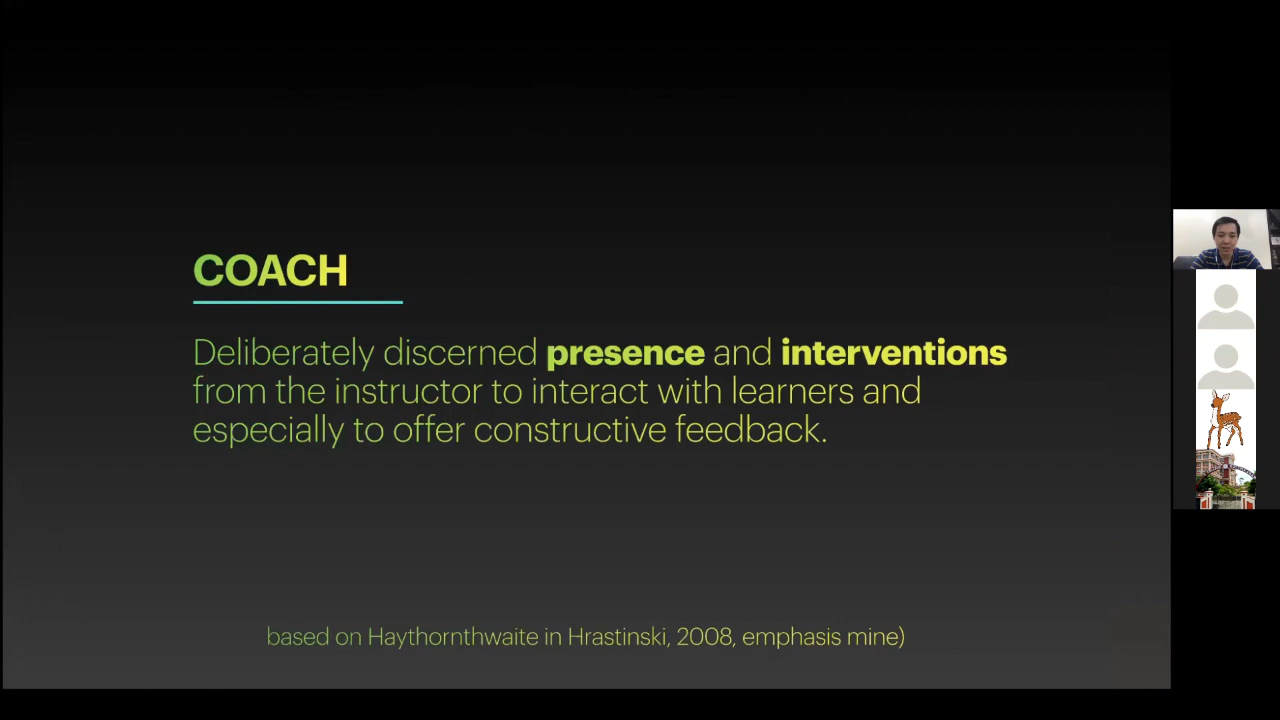 COACH
Deliberately discerned presence and interventions
from the instructor to interact with learners and
especially to offer constructive feedback.
based on Haythornthwaite in Hrastinski, 2008, emphasis mine)